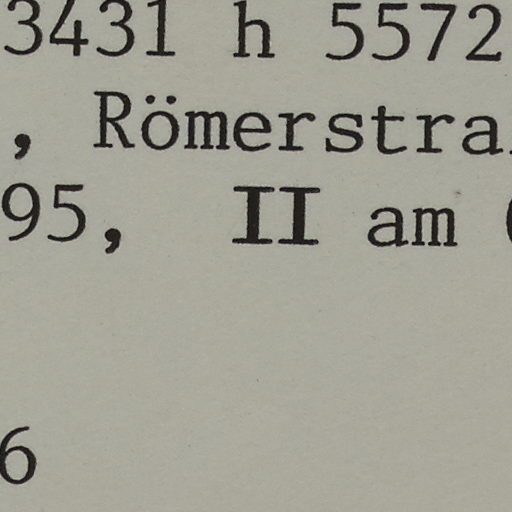 3431 h 5572
, Römerstra
95, II am
6